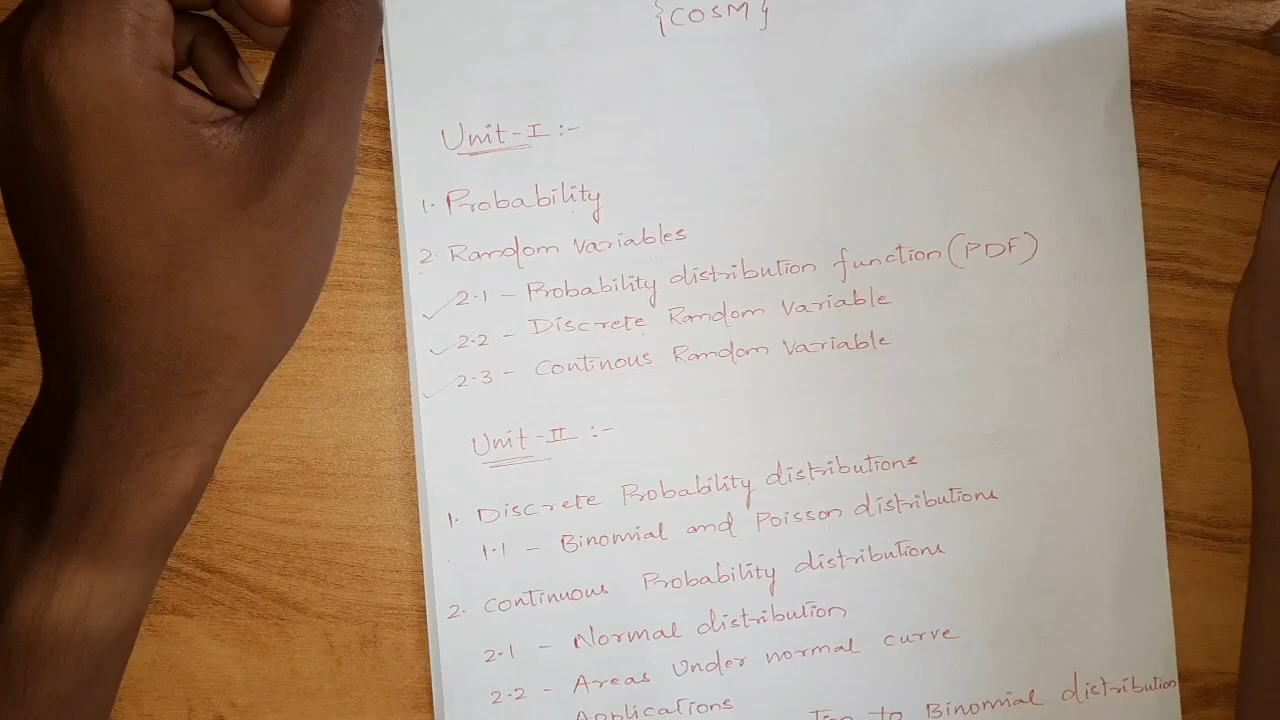 {COSM}
Unit-I :-
1. Probability
2. Random Variables
2.1 - Probability distribution function (PDF)
2.2 - Discrete Random Variable
2.3 - Continous Random Variable
Unit-II :-
1. Discrete Probability distributions
1.1 - Binomial and Poisson distributions
2. Continuous Probability distributions
2.1 - Normal distribution
2.2 - Areas Under normal curve
Applications to Binomial distribution